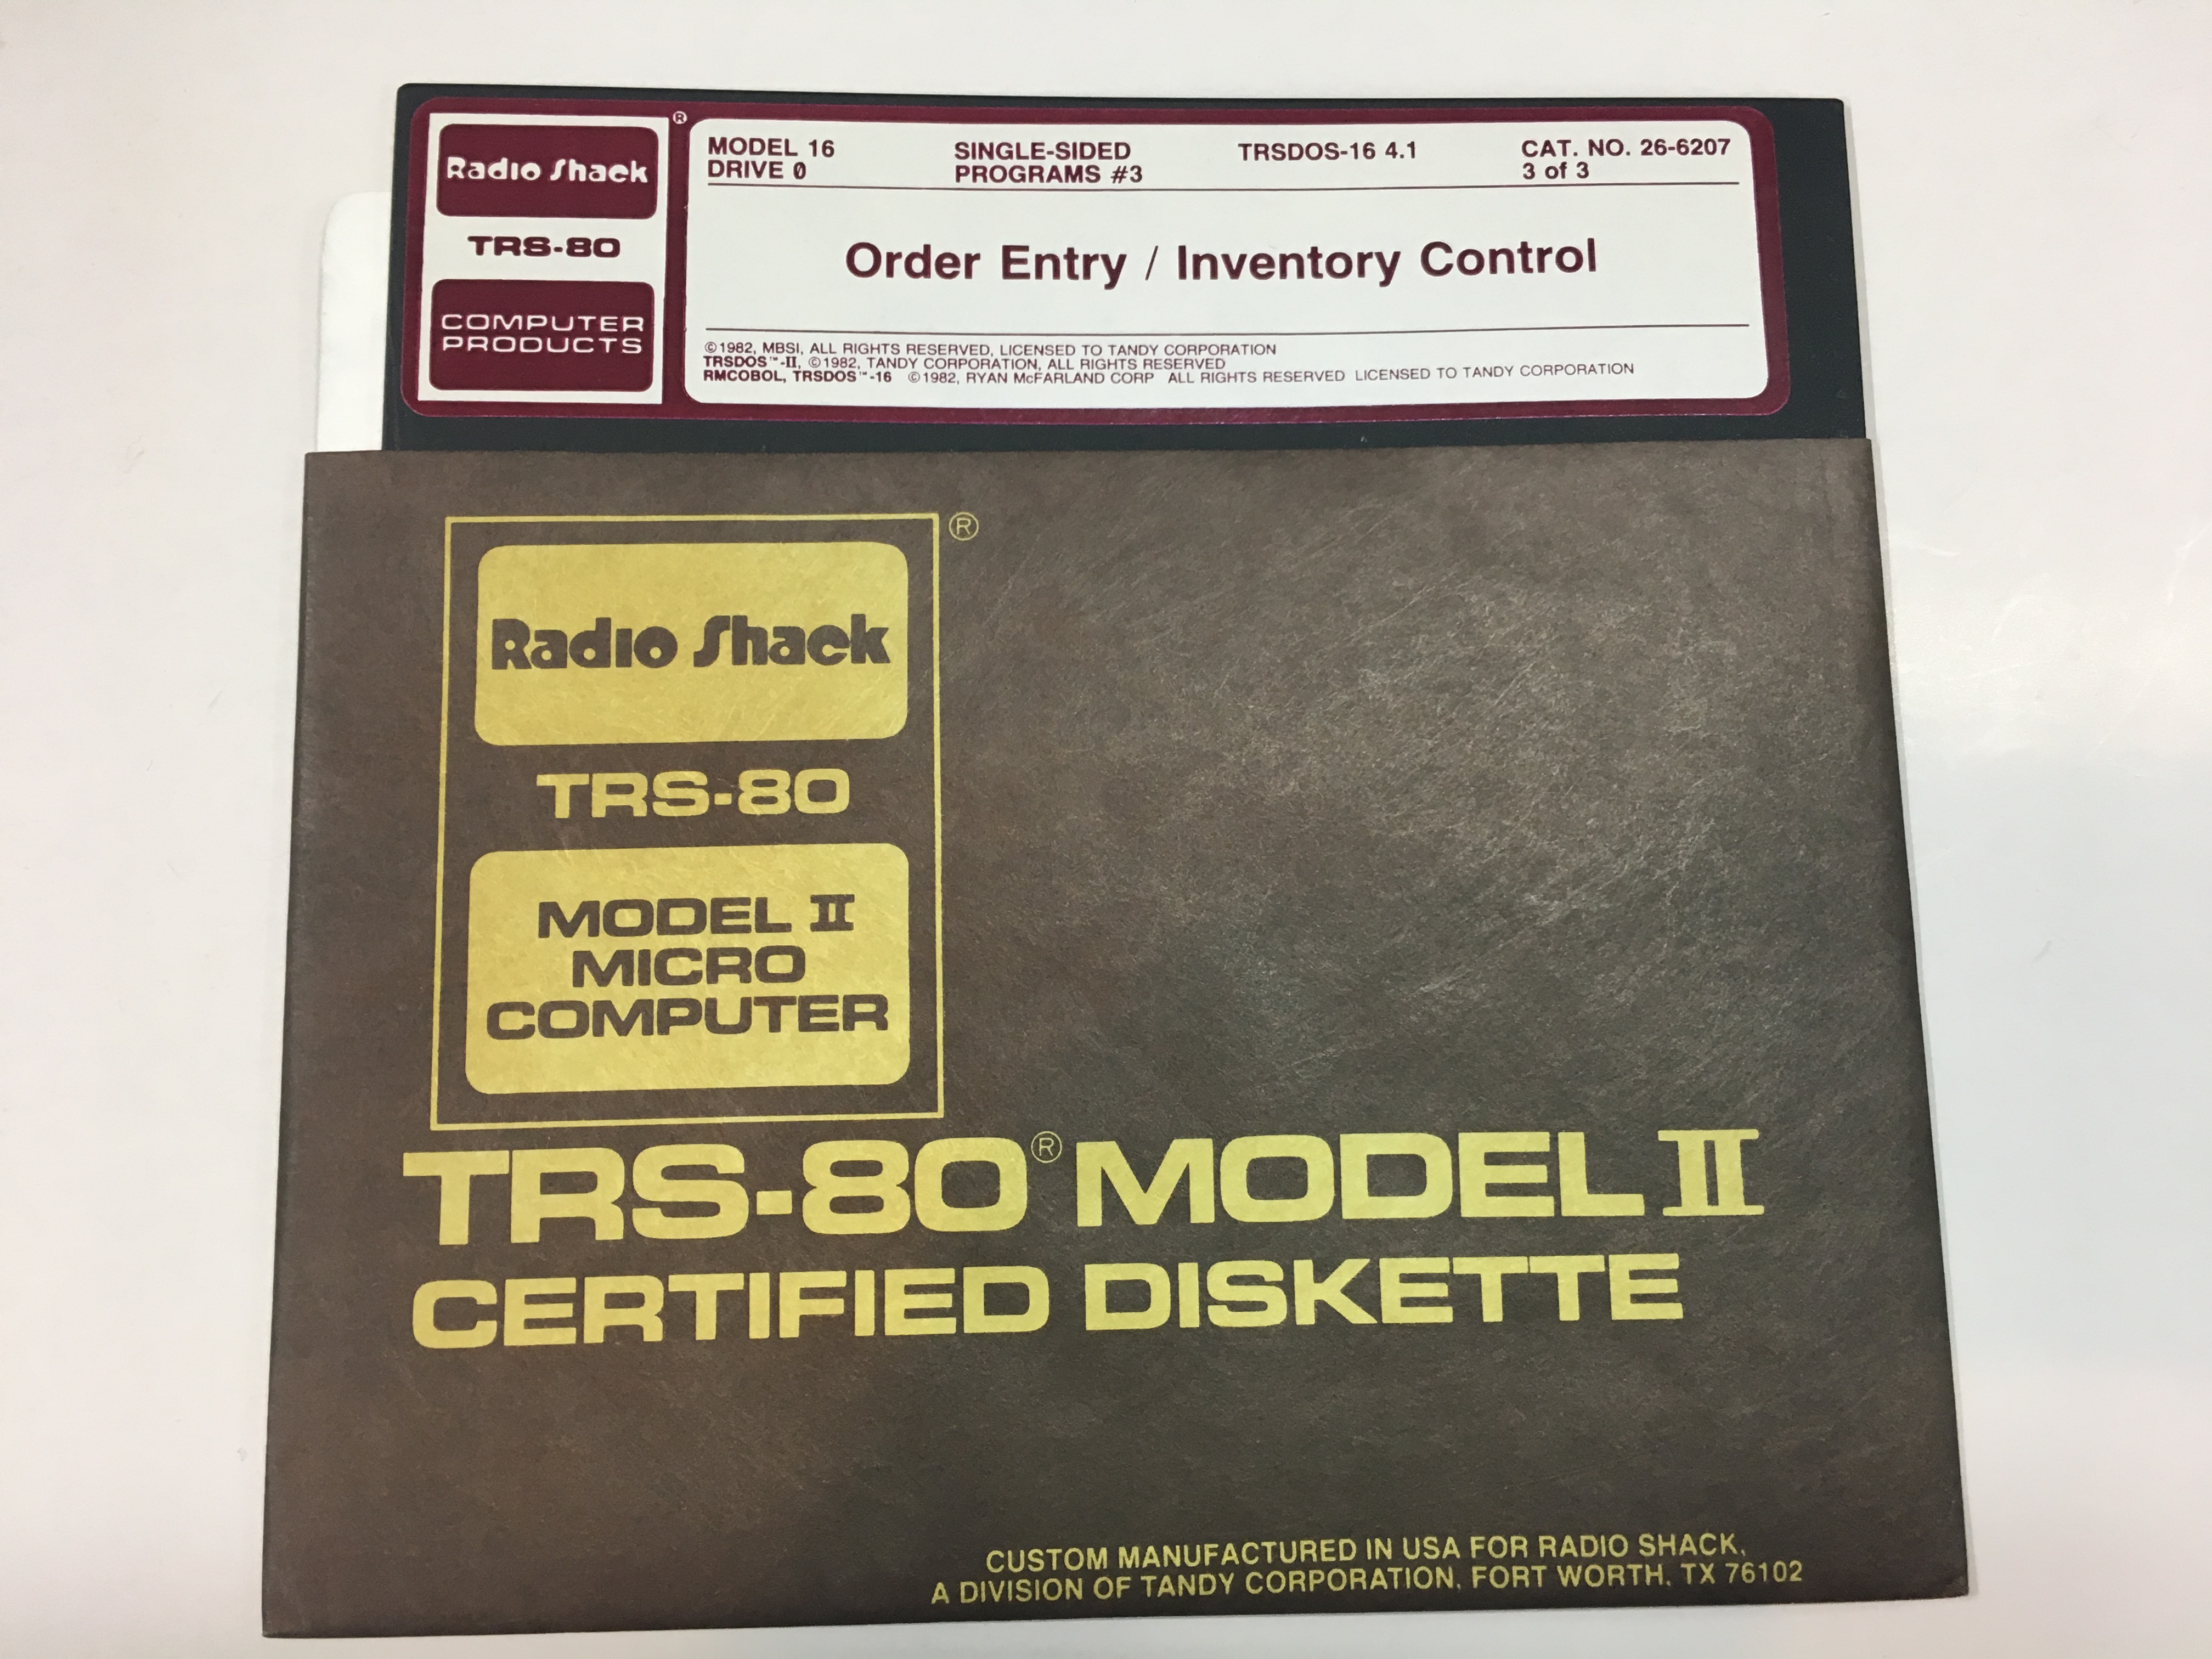 Radio Shack
®
TRS-80
COMPUTER
PRODUCTS
MODEL 16
DRIVE 0
SINGLE-SIDED
PROGRAMS #3
TRSDOS-16 4.1
CAT. NO. 26-6207
3 of 3
Order Entry / Inventory Control
©1982, MBSI, ALL RIGHTS RESERVED, LICENSED TO TANDY CORPORATION
TRSDOS™-II, ©1982, TANDY CORPORATION, ALL RIGHTS RESERVED
RMCOBOL, TRSDOS™-16 ©1982, RYAN McFARLAND CORP ALL RIGHTS RESERVED LICENSED TO TANDY CORPORATION
®
Radio Shack
TRS-80
MODEL II
MICRO
COMPUTER
TRS-80® MODEL II
CERTIFIED DISKETTE
CUSTOM MANUFACTURED IN USA FOR RADIO SHACK,
A DIVISION OF TANDY CORPORATION, FORT WORTH, TX 76102